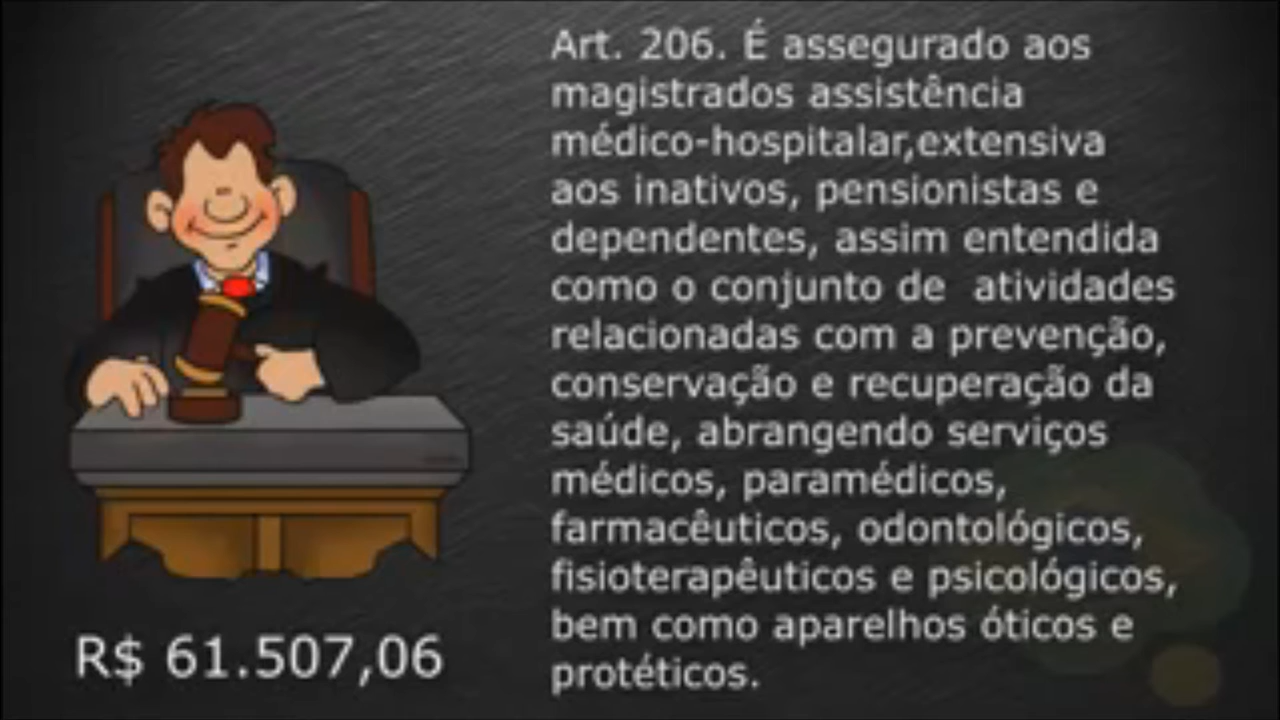 Art. 206. É assegurado aos
magistrados assistência
médico-hospitalar,extensiva
aos inativos, pensionistas e
dependentes, assim entendida
como o conjunto de  atividades
relacionadas com a prevenção,
conservação e recuperação da
saúde, abrangendo serviços
médicos, paramédicos,
farmacêuticos, odontológicos,
fisioterapêuticos e psicológicos,
bem como aparelhos óticos e
protéticos.
R$ 61.507,06